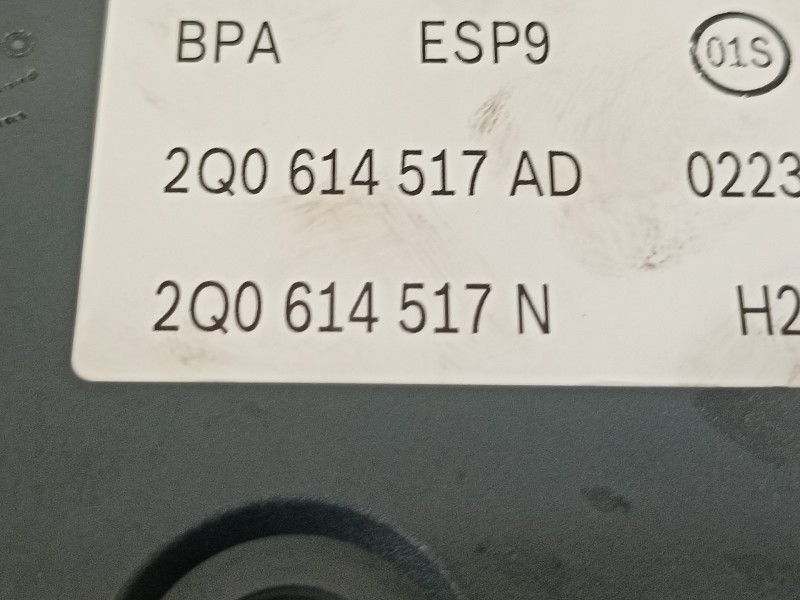 BPA ESP9 01S
2Q0 614 517 AD 0223
2Q0 614 517 N H2